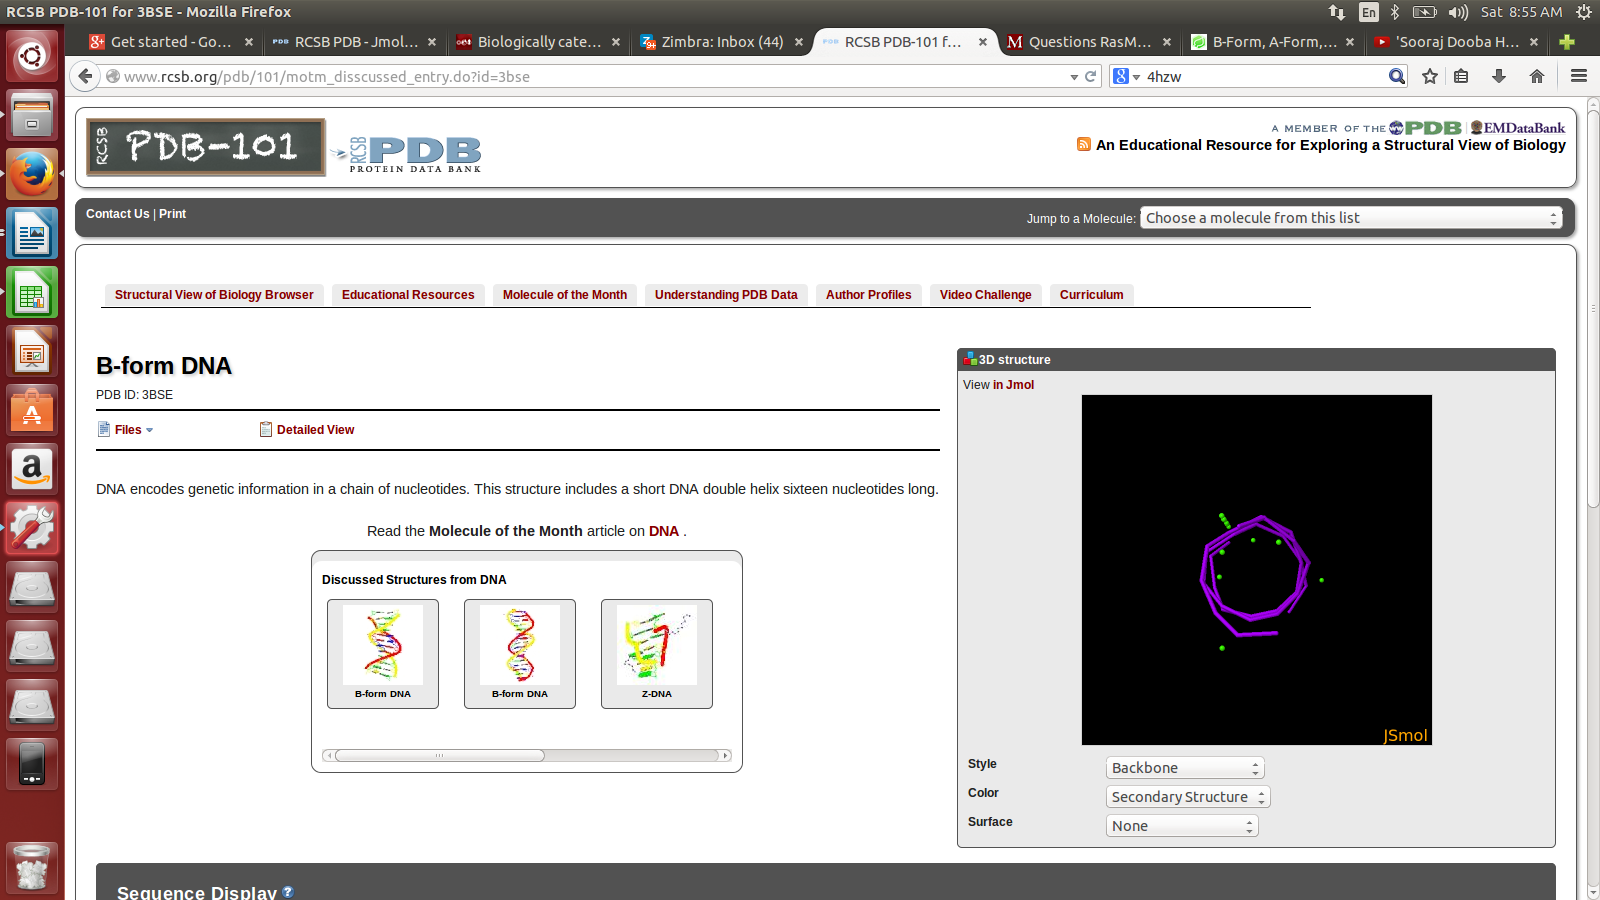 RCSB PDB-101 for 3BSE - Mozilla Firefox
En
Sat 8:55 AM
Get started - Go...
RCSB PDB - Jmol...
Biologically cate...
Zimbra: Inbox (44)
RCSB PDB-101 f...
Questions RasM...
B-Form, A-Form,...
'Sooraj Dooba H...
www.rcsb.org/pdb/101/motm_disscussed_entry.do?id=3bse
4hzw
RCSB PDB-101
RCSB PDB
PROTEIN DATA BANK
A MEMBER OF THE PDB | EMDataBank
An Educational Resource for Exploring a Structural View of Biology
Contact Us | Print
Jump to a Molecule: Choose a molecule from this list
Structural View of Biology Browser
Educational Resources
Molecule of the Month
Understanding PDB Data
Author Profiles
Video Challenge
Curriculum
B-form DNA
PDB ID: 3BSE
Files
Detailed View
DNA encodes genetic information in a chain of nucleotides. This structure includes a short DNA double helix sixteen nucleotides long.
Read the Molecule of the Month article on DNA .
Discussed Structures from DNA
B-form DNA
B-form DNA
Z-DNA
3D structure
View in Jmol
JSmol
Style Backbone
Color Secondary Structure
Surface None
Sequence Display